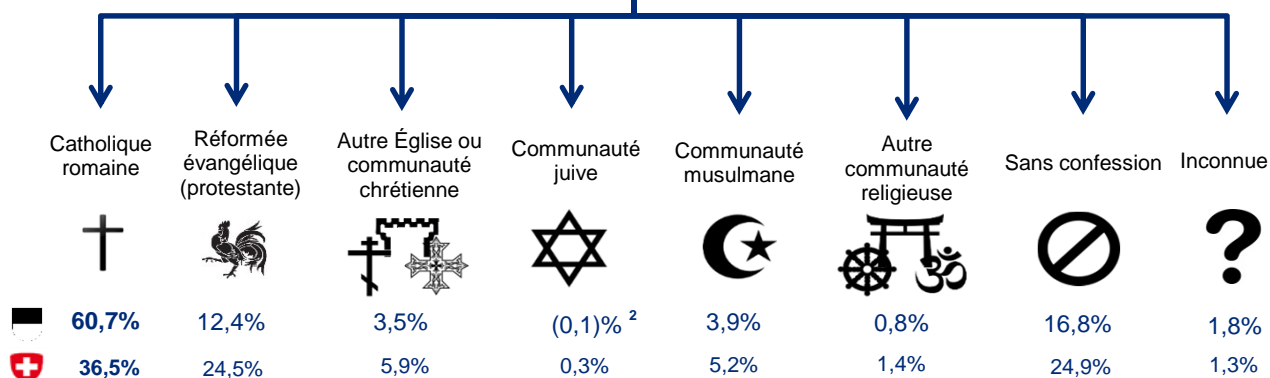 Catholique
romaine
Réformée
évangélique
(protestante)
Autre Église ou
communauté
chrétienne
Communauté
juive
Communauté
musulmane
Autre
communauté
religieuse
Sans confession
Inconnue
60,7% 12,4% 3,5% (0,1)% ² 3,9% 0,8% 16,8% 1,8%
36,5% 24,5% 5,9% 0,3% 5,2% 1,4% 24,9% 1,3%